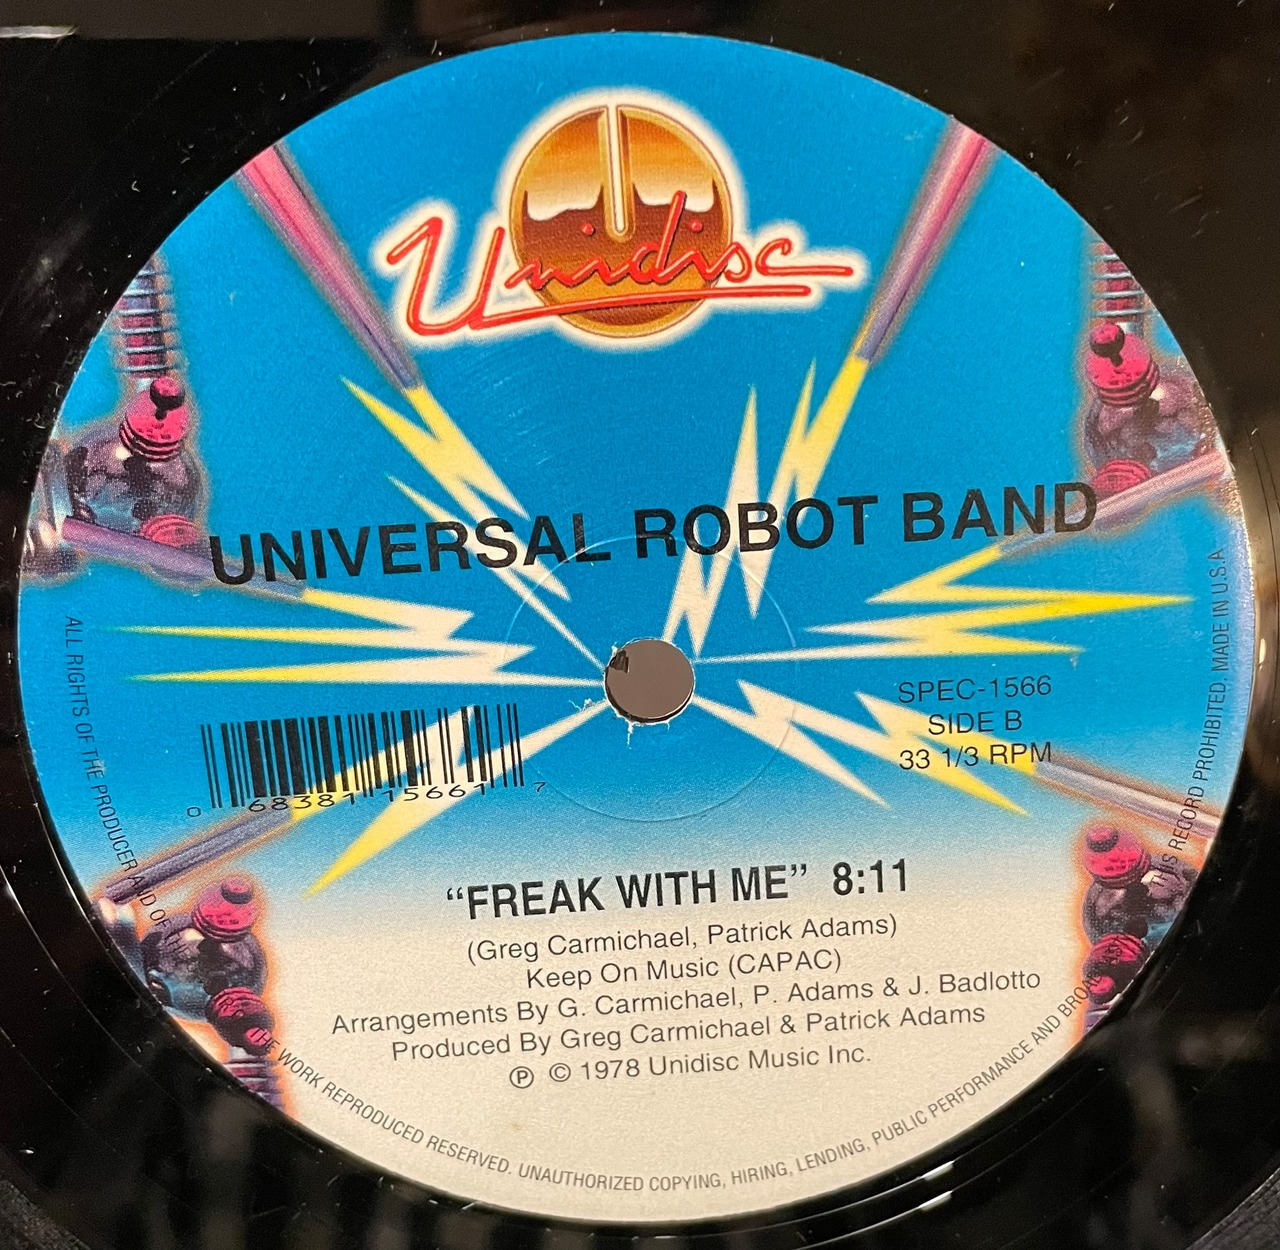 Unidisc
UNIVERSAL ROBOT BAND
SPEC-1566
SIDE B
33 1/3 RPM
0 68381 15661 7
“FREAK WITH ME” 8:11
(Greg Carmichael, Patrick Adams)
Keep On Music (CAPAC)
Arrangements By G. Carmichael, P. Adams & J. Badlotto
Produced By Greg Carmichael & Patrick Adams
℗ © 1978 Unidisc Music Inc.
ALL RIGHTS OF THE PRODUCER AND OF THE THE WORK REPRODUCED RESERVED. UNAUTHORIZED COPYING, HIRING, LENDING, PUBLIC PERFORMANCE AND THIS RECORD PROHIBITED. MADE IN U.S.A